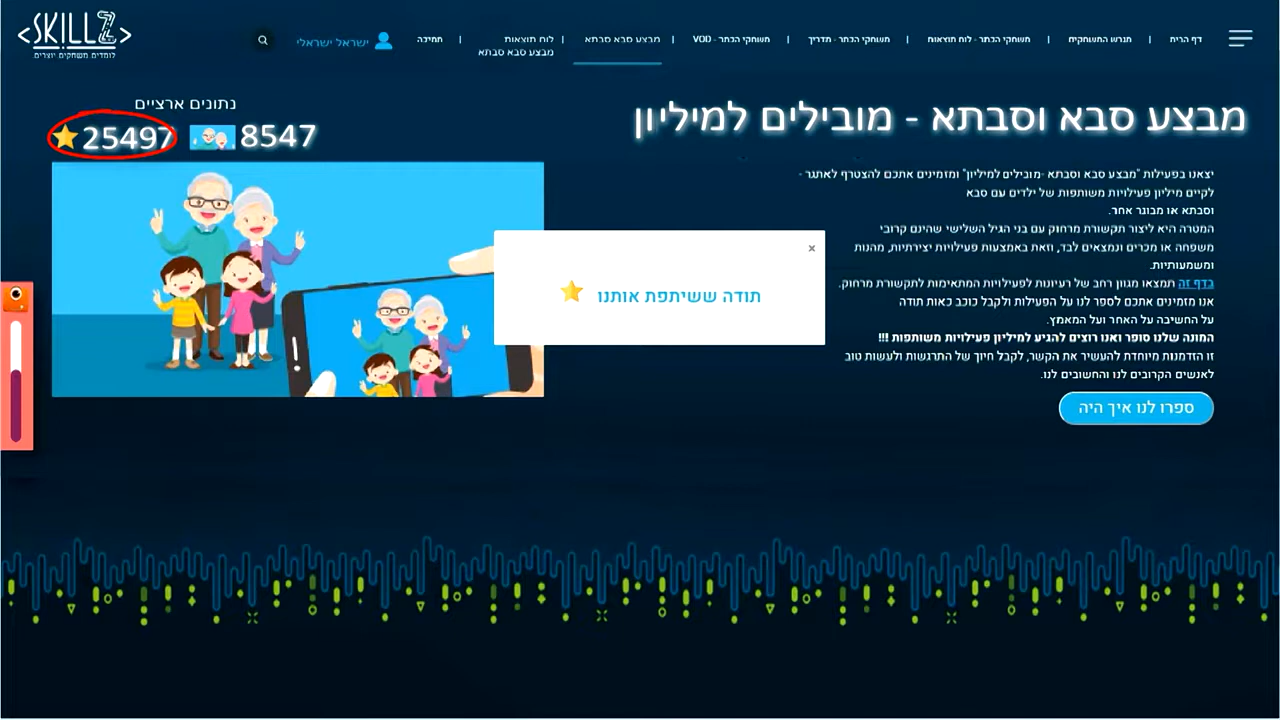 דף הבית | מגרש המשחקים | משחקי הכתר - לוח תוצאות | משחקי הכתר - מדריך | משחקי הכתר - VOD | מבצע סבא סבתא | לוח תוצאות מבצע סבא סבתא | תמיכה
ישראל ישראלי
<SKILLZ>
לומדים משחקים יוצרים.
מבצע סבא וסבתא - מובילים למיליון
נתונים ארציים
25497 8547
יצאנו בפעילות "מבצע סבא וסבתא -מובילים למיליון" ומזמינים אתכם להצטרף לאתגר -
לקיים מיליון פעילויות משותפות של ילדים עם סבא
וסבתא או מבוגר אחר.
המטרה היא ליצור תקשורת מרחוק עם בני הגיל השלישי שהינם קרובי
משפחה או מכרים ונמצאים לבד, וזאת באמצעות פעילויות יצירתיות, מהנות
ומשמעותיות.
בדף זה תמצאו מגוון רחב של רעיונות לפעילויות המתאימות לתקשורת מרחוק.
אנו מזמינים אתכם לספר לנו על הפעילות ולקבל כוכב כאות תודה
על החשיבה על האחר ועל המאמץ.
המונה שלנו סופר ואנו רוצים להגיע למיליון פעילויות משותפות !!!
זו הזדמנות מיוחדת להעשיר את הקשר, לקבל חיוך של התרגשות ולעשות טוב
לאנשים הקרובים לנו והחשובים לנו.
ספרו לנו איך היה
×
תודה ששיתפת אותנו